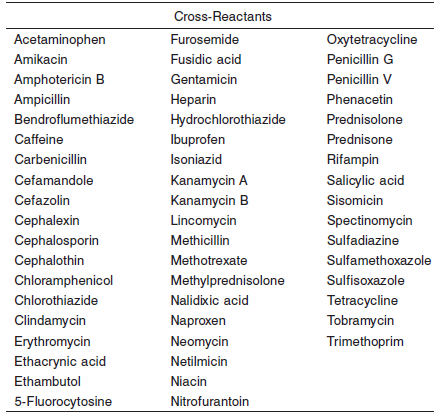 Cross-Reactants
Acetaminophen Furosemide Oxytetracycline
Amikacin Fusidic acid Penicillin G
Amphotericin B Gentamicin Penicillin V
Ampicillin Heparin Phenacetin
Bendroflumethiazide Hydrochlorothiazide Prednisolone
Caffeine Ibuprofen Prednisone
Carbenicillin Isoniazid Rifampin
Cefamandole Kanamycin A Salicylic acid
Cefazolin Kanamycin B Sisomicin
Cephalexin Lincomycin Spectinomycin
Cephalosporin Methicillin Sulfadiazine
Cephalothin Methotrexate Sulfamethoxazole
Chloramphenicol Methylprednisolone Sulfisoxazole
Chlorothiazide Nalidixic acid Tetracycline
Clindamycin Naproxen Tobramycin
Erythromycin Neomycin Trimethoprim
Ethacrynic acid Netilmicin
Ethambutol Niacin
5-Fluorocytosine Nitrofurantoin